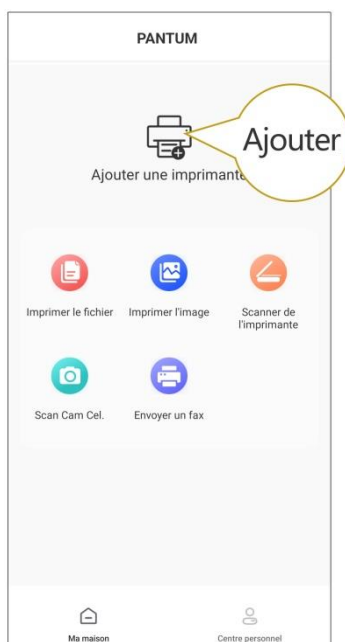 PANTUM
Ajouter
Ajouter une imprimante
Imprimer le fichier
Imprimer l'image
Scanner de
l'imprimante
Scan Cam Cel.
Envoyer un fax
Ma maison
Centre personnel